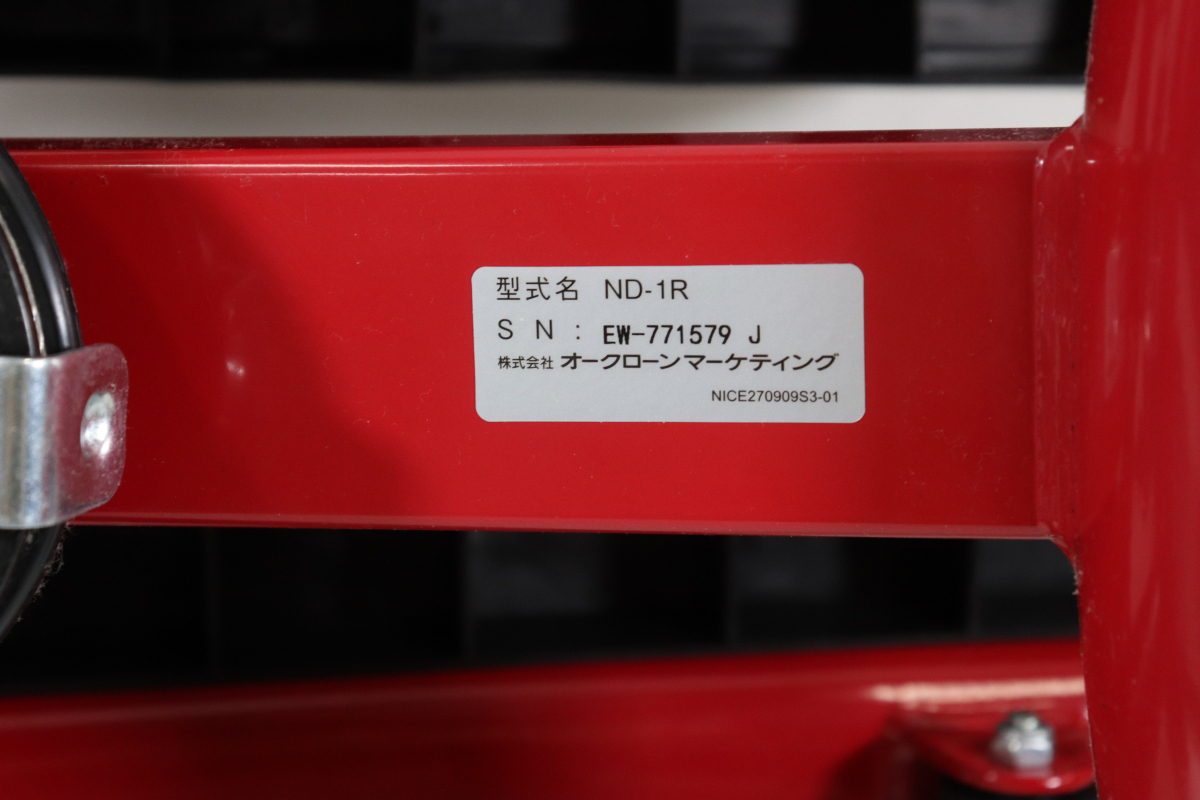 型式名 ND-1R
S N : EW-771579 J
株式会社 オークローンマーケティング
NICE270909S3-01